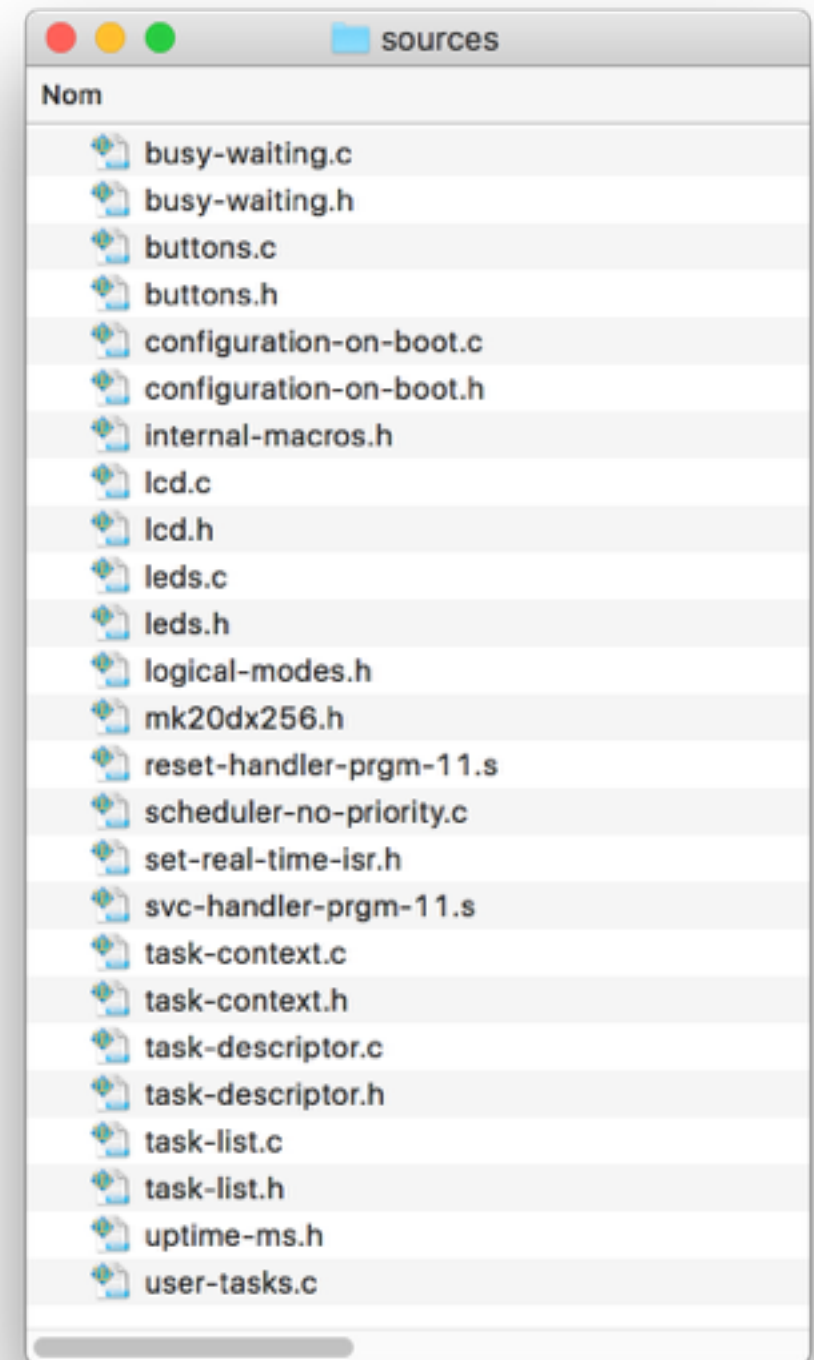 sources
Nom
busy-waiting.c
busy-waiting.h
buttons.c
buttons.h
configuration-on-boot.c
configuration-on-boot.h
internal-macros.h
lcd.c
lcd.h
leds.c
leds.h
logical-modes.h
mk20dx256.h
reset-handler-prgm-11.s
scheduler-no-priority.c
set-real-time-isr.h
svc-handler-prgm-11.s
task-context.c
task-context.h
task-descriptor.c
task-descriptor.h
task-list.c
task-list.h
uptime-ms.h
user-tasks.c